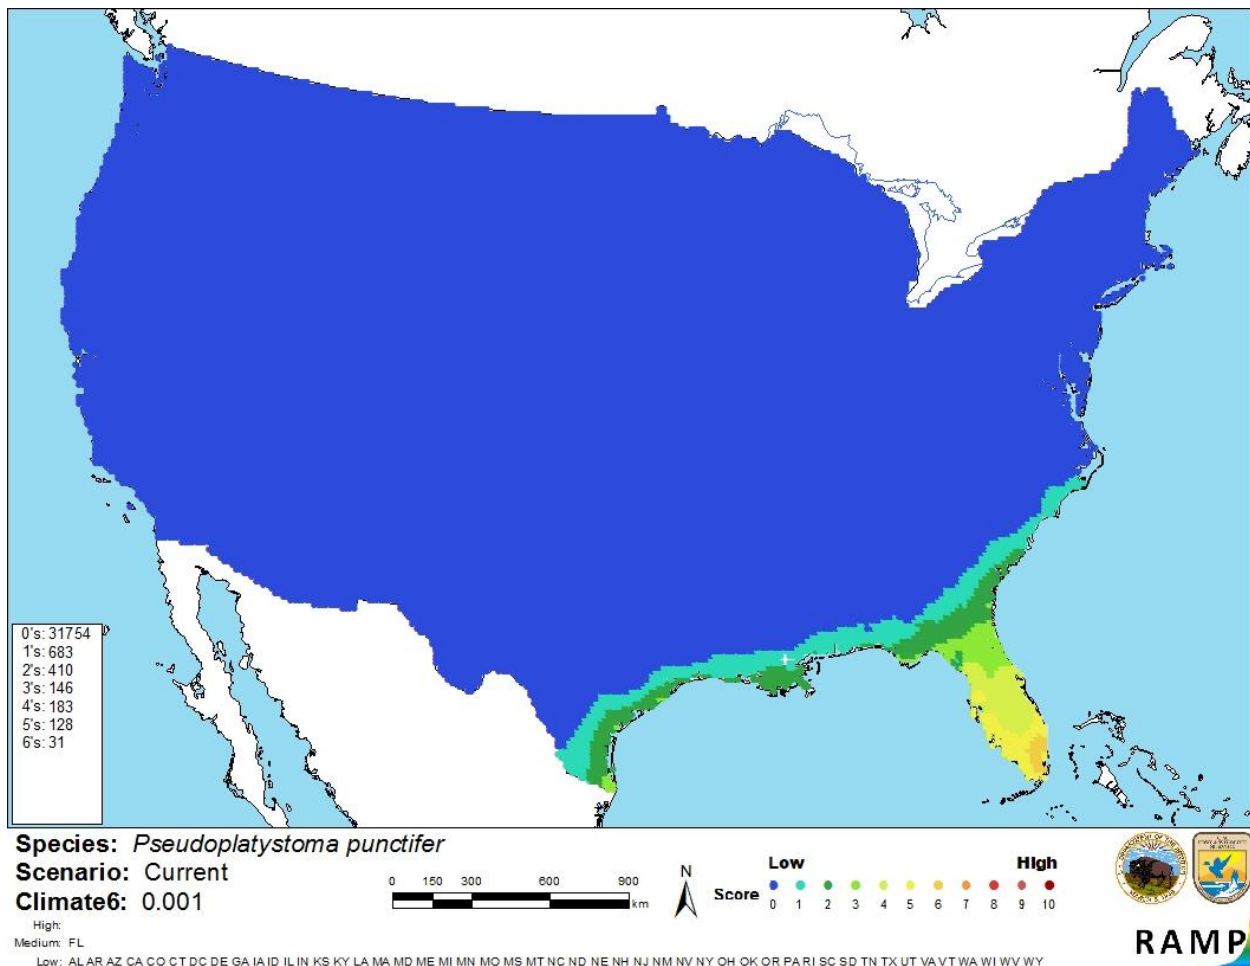 0's: 31754
1's: 683
2's: 410
3's: 146
4's: 183
5's: 128
6's: 31
Species: Pseudoplatystoma punctifer
Scenario: Current
Climate6: 0.001
High:
Medium: FL
Low: AL AR AZ CA CO CT DC DE GA IA ID IL IN KS KY LA MA MD ME MI MN MO MS MT NC ND NE NH NJ NM NV NY OH OK OR PA RI SC SD TN TX UT VA VT WA WI WV WY
0 150 300 600 900
km
N
Low High
Score 0 1 2 3 4 5 6 7 8 9 10
RAMP